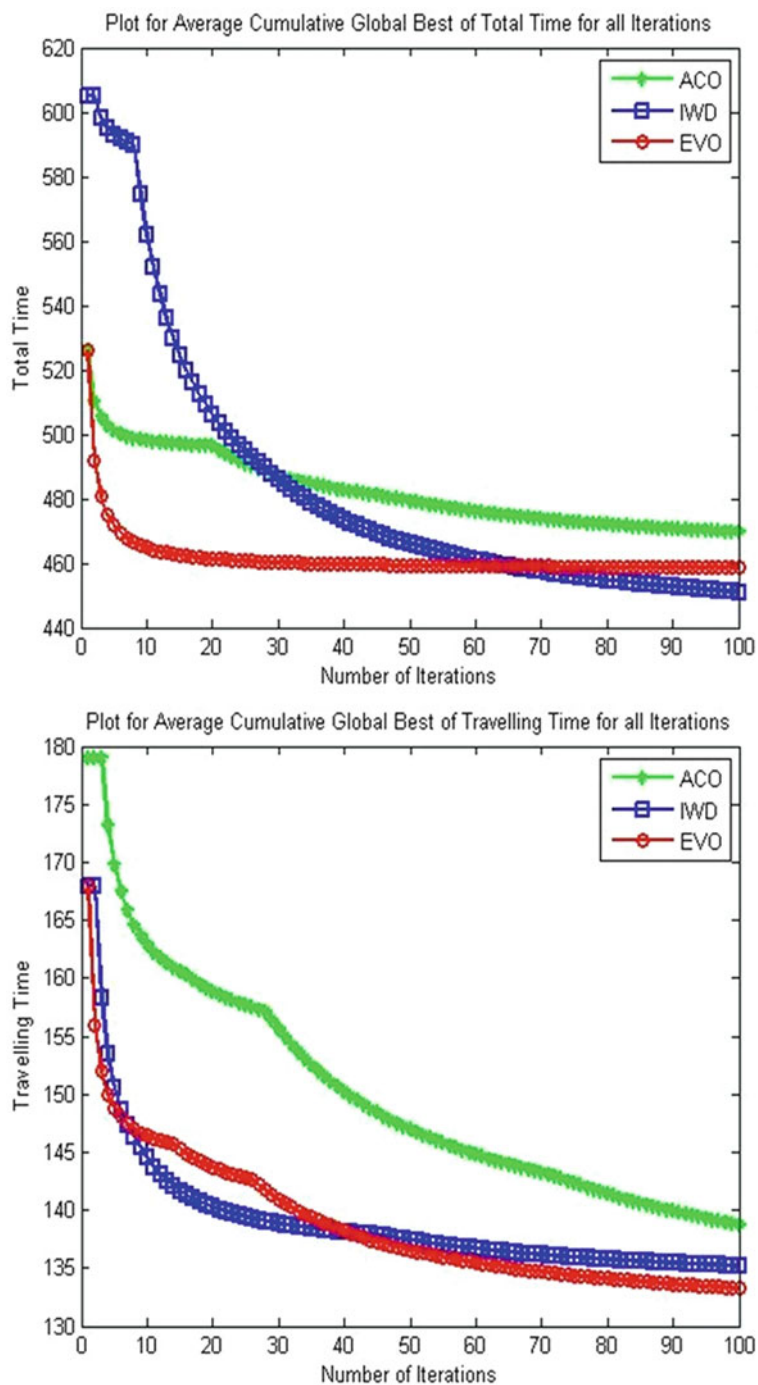 Plot for Average Cumulative Global Best of Total Time for all Iterations
620
600
580
560
540
520
500
480
460
440
Total Time
ACO
IWD
EVO
0 10 20 30 40 50 60 70 80 90 100
Number of Iterations
Plot for Average Cumulative Global Best of Travelling Time for all Iterations
180
175
170
165
160
155
150
145
140
135
130
Travelling Time
ACO
IWD
EVO
0 10 20 30 40 50 60 70 80 90 100
Number of Iterations